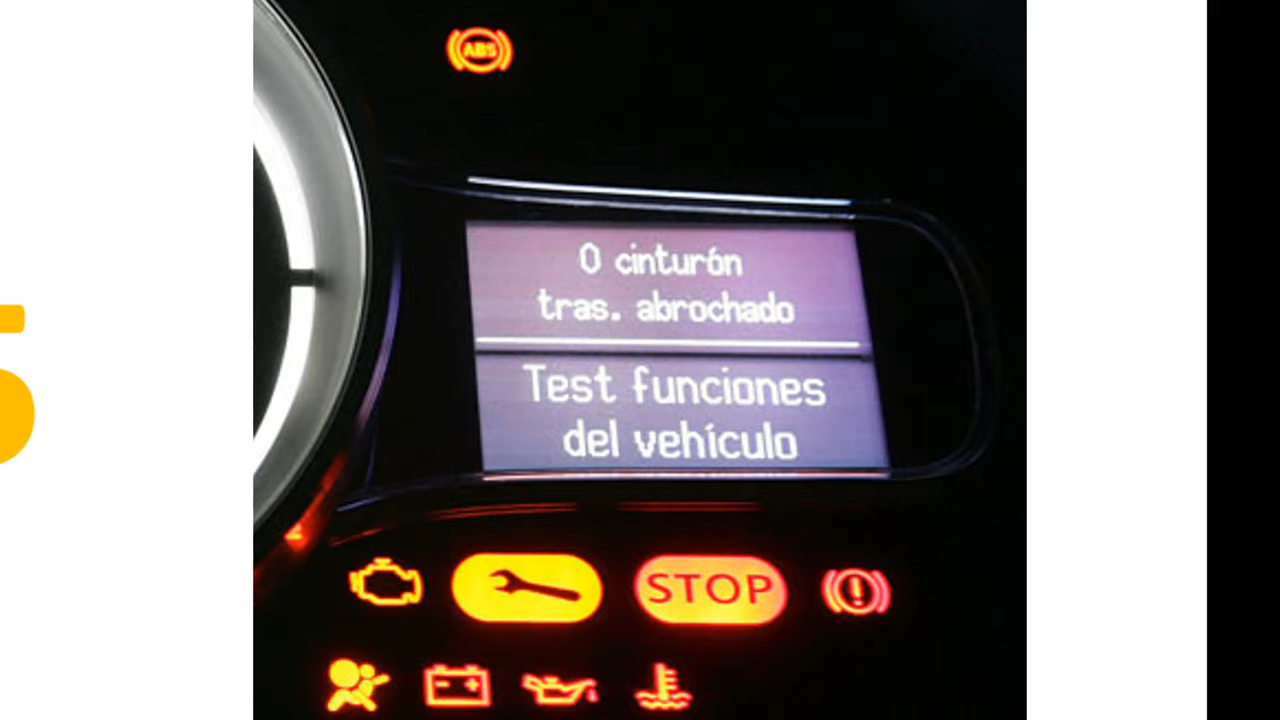 ABS
0 cinturón
tras. abrochado
Test funciones
del vehículo
STOP